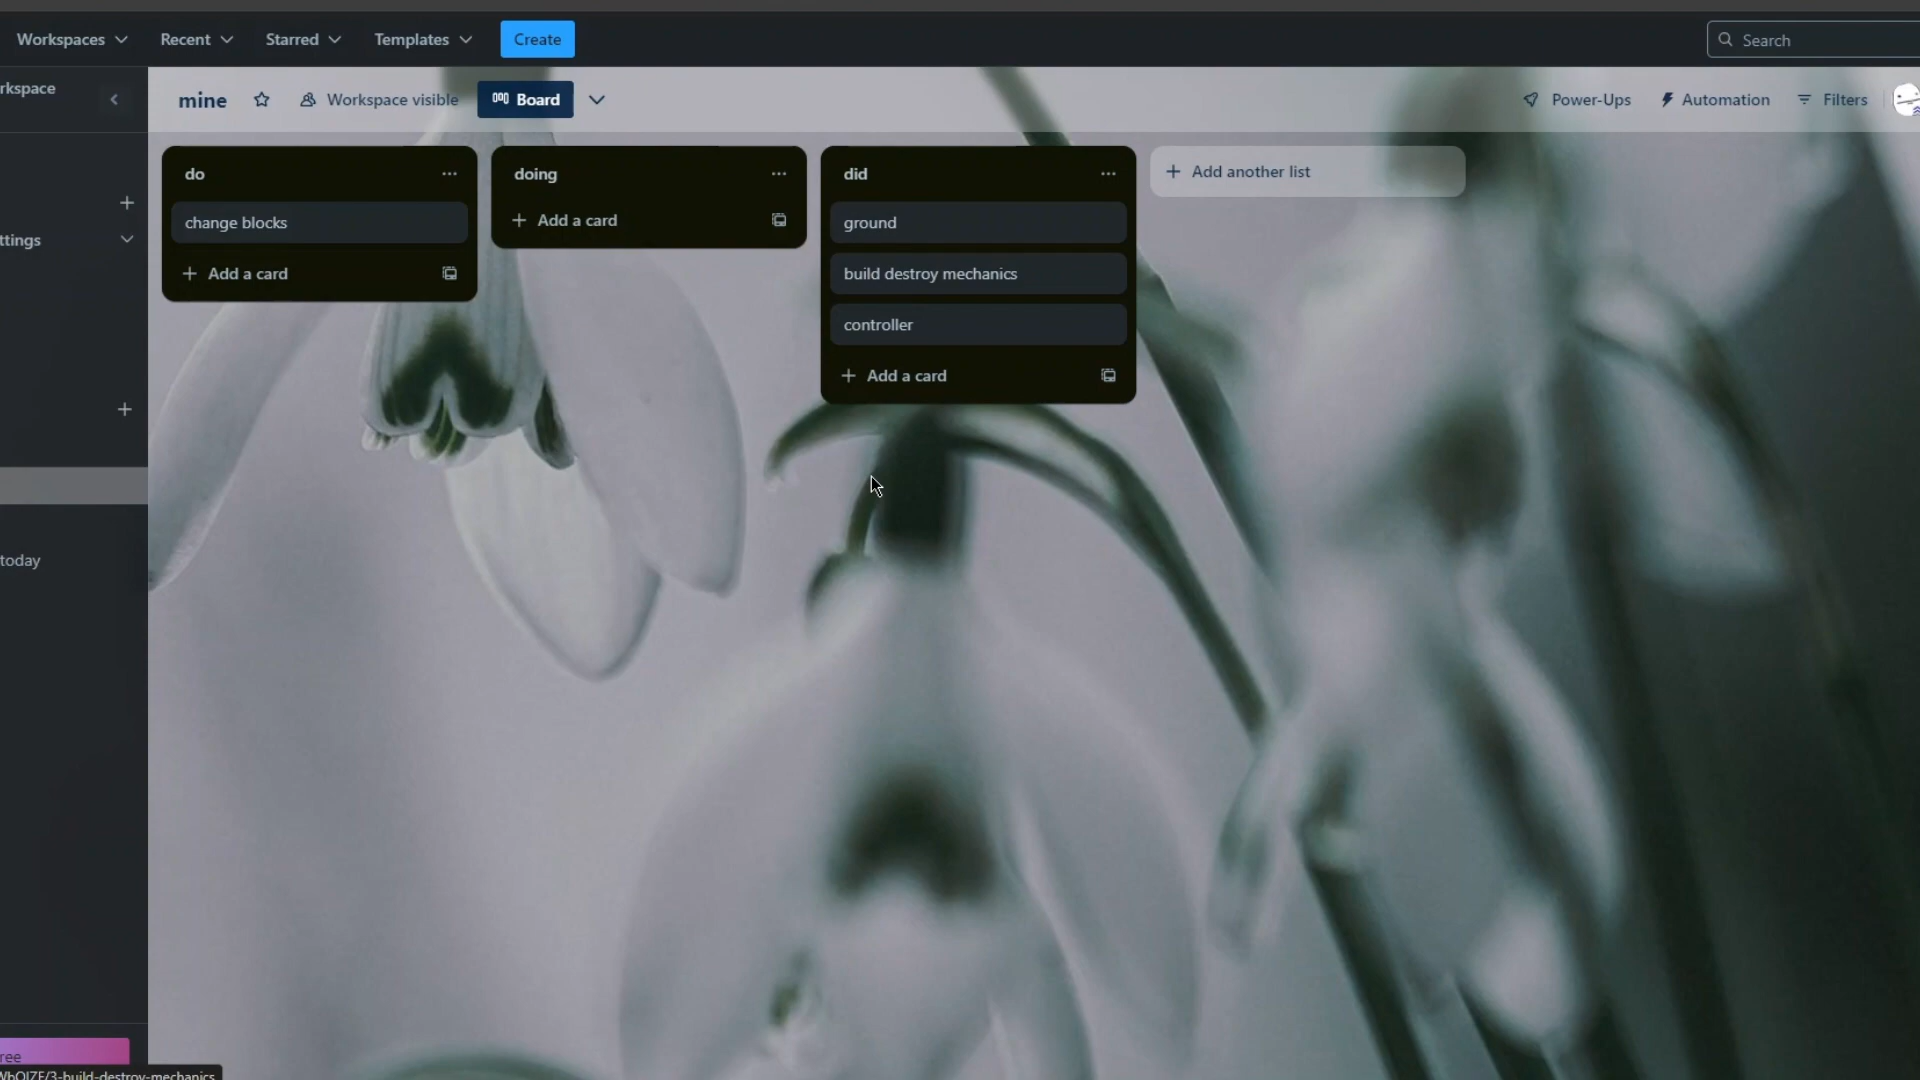 Workspaces Recent Starred Templates Create Search
rkspace
mine Workspace visible Board Power-Ups Automation Filters
do doing did
change blocks
Add a card
Add a card
ground
build destroy mechanics
controller
Add a card
Add another list
ttings
today
ree
/3-build-destroy-mechanics